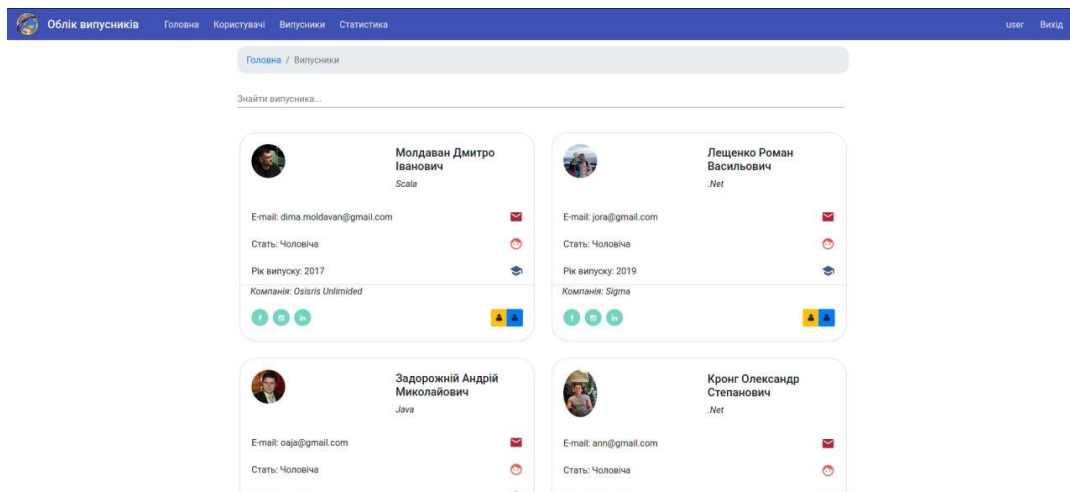 Облік випускників Головна Користувачі Випускники Статистика user Вихід
Головна / Випускники
Знайти випускника...
Молдаван Дмитро
Іванович
Scala
E-mail: dima.moldavan@gmail.com
Стать: Чоловіча
Рік випуску: 2017
Компанія: Osisris Unlimided
Лещенко Роман
Васильович
.Net
E-mail: jora@gmail.com
Стать: Чоловіча
Рік випуску: 2019
Компанія: Sigma
Задорожній Андрій
Миколайович
Java
E-mail: oaja@gmail.com
Стать: Чоловіча
Кронг Олександр
Степанович
.Net
E-mail: ann@gmail.com
Стать: Чоловіча